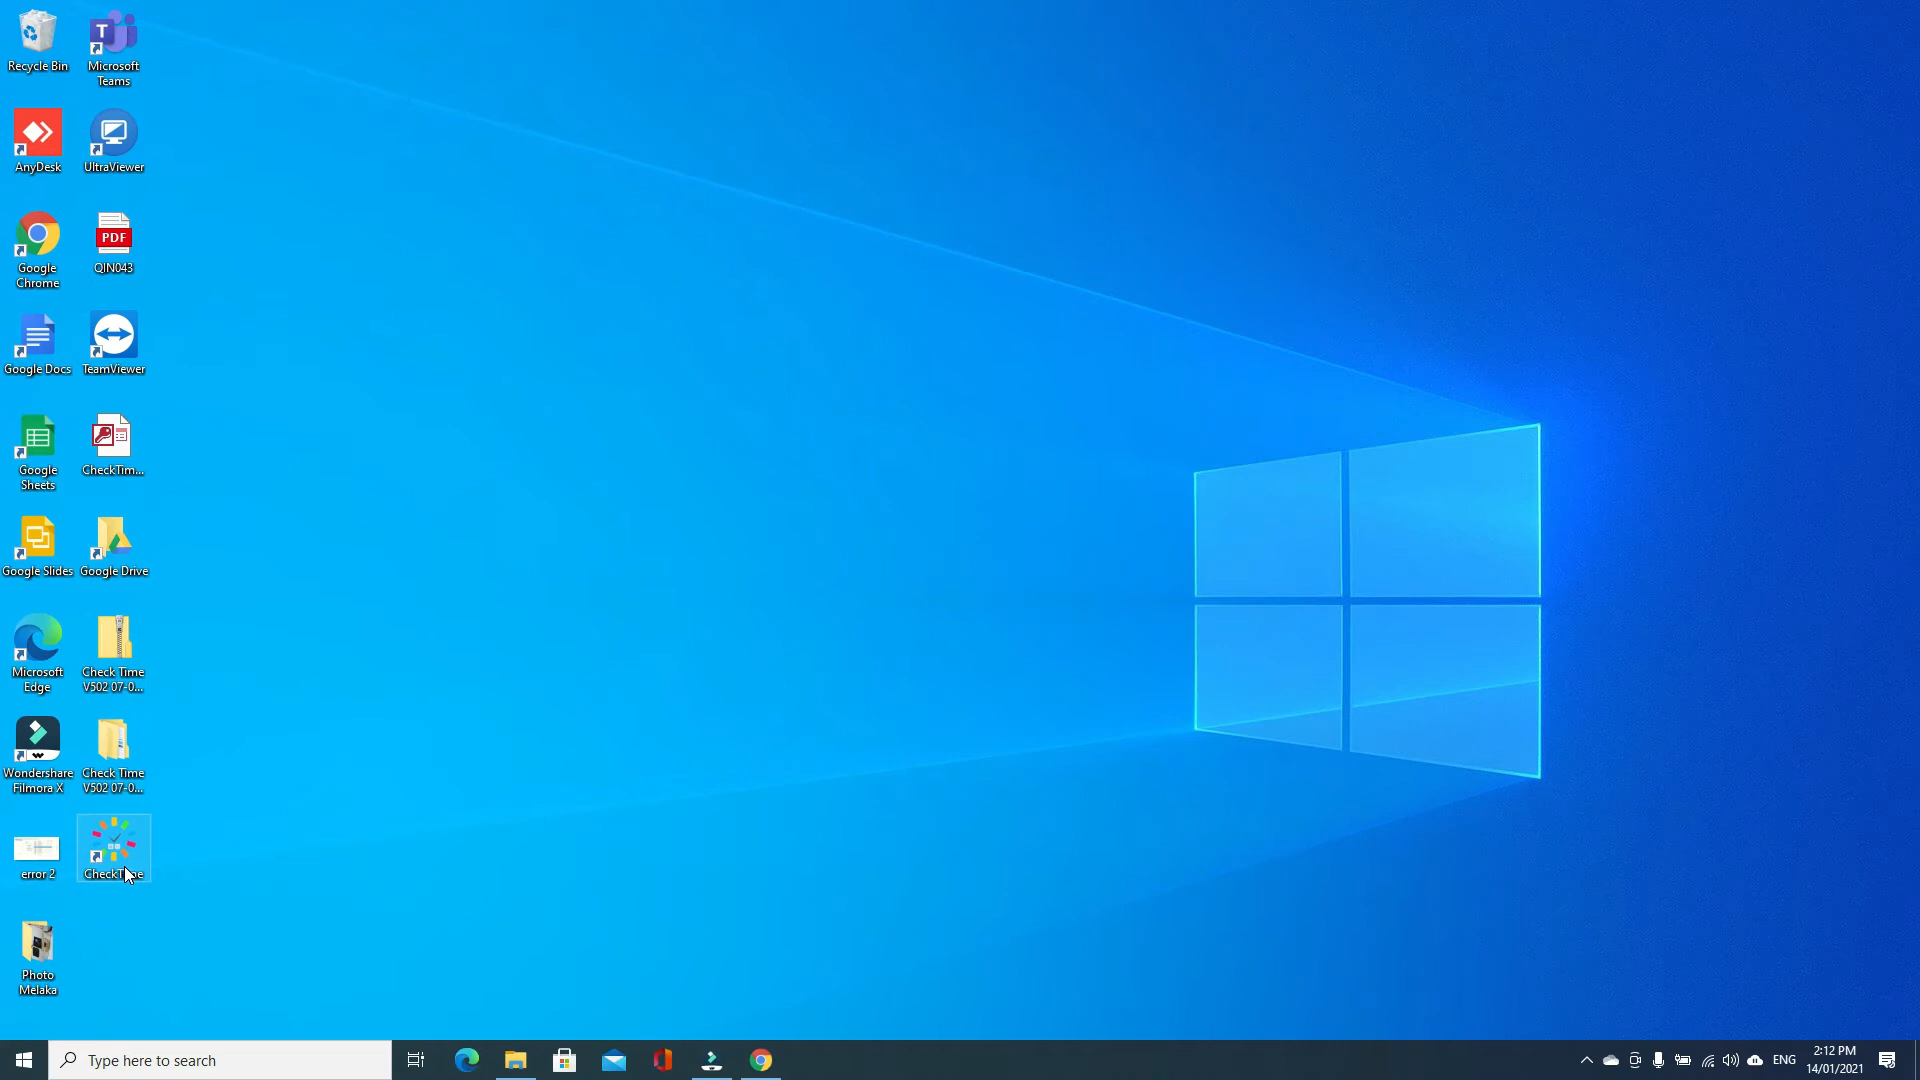 Recycle Bin
Microsoft
Teams
AnyDesk
UltraViewer
Google
Chrome
PDF
QIN043
Google Docs
TeamViewer
Google
Sheets
CheckTim...
Google Slides
Google Drive
Microsoft
Edge
Check Time
V502 07-0...
Wondershare
Filmora X
Check Time
V502 07-0...
error 2
Photo
Melaka
Type here to search
ENG
2:12 PM
14/01/2021